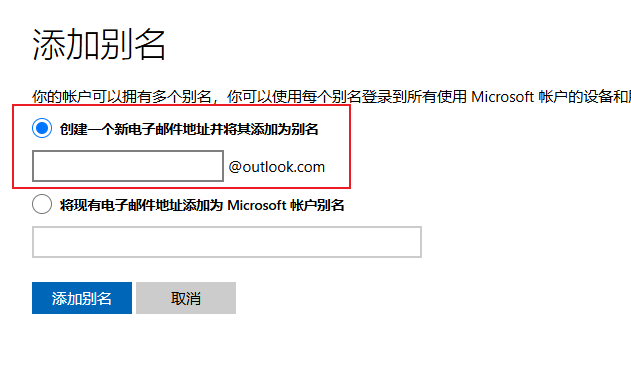 添加别名
你的帐户可以拥有多个别名，你可以使用每个别名登录到所有使用 Microsoft 帐户的设备和
创建一个新电子邮件地址并将其添加为别名
@outlook.com
将现有电子邮件地址添加为 Microsoft 帐户别名
添加别名 取消